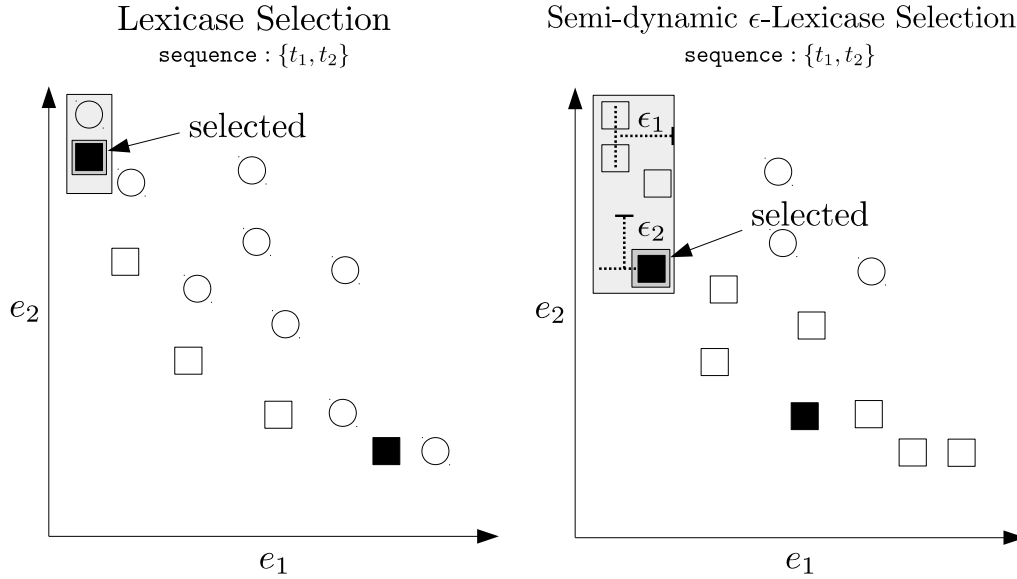 Lexicase Selection
sequence : {t₁, t₂}
selected
e₂
e₁
Semi-dynamic ϵ-Lexicase Selection
sequence : {t₁, t₂}
ϵ₁
selected
ϵ₂
e₂
e₁